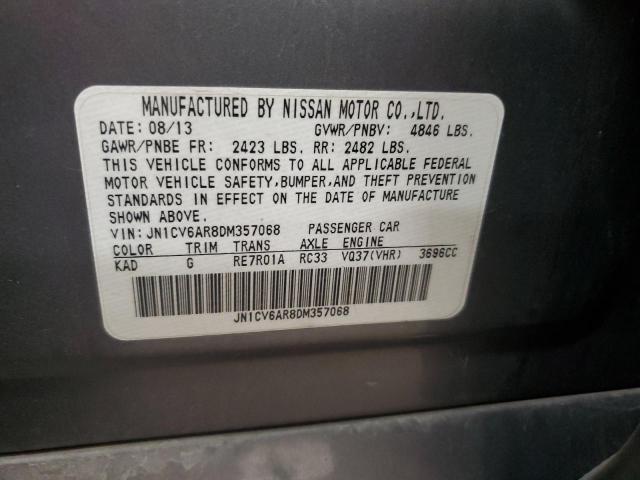 MANUFACTURED BY NISSAN MOTOR CO.,LTD.
DATE: 08/13 GVWR/PNBV: 4846 LBS.
GAWR/PNBE FR: 2423 LBS. RR: 2482 LBS.
THIS VEHICLE CONFORMS TO ALL APPLICABLE FEDERAL
MOTOR VEHICLE SAFETY,BUMPER,AND THEFT PREVENTION
STANDARDS IN EFFECT ON THE DATE OF MANUFACTURE
SHOWN ABOVE.
VIN: JN1CV6AR8DM357068 PASSENGER CAR
COLOR TRIM TRANS AXLE ENGINE
KAD G RE7R01A RC33 VQ37(VHR) 3696CC
JN1CV6AR8DM357068